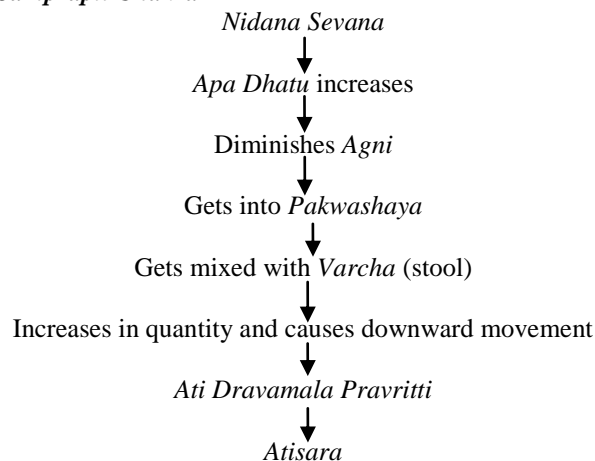 Nidana Sevana
Apa Dhatu increases
Diminishes Agni
Gets into Pakwashaya
Gets mixed with Varcha (stool)
Increases in quantity and causes downward movement
Ati Dravamala Pravritti
Atisara